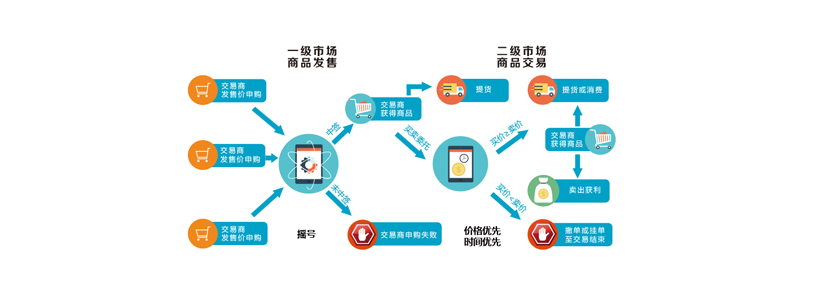 一级市场
商品发售
二级市场
商品交易
交易商
发售价申购
交易商
发售价申购
交易商
发售价申购
摇号
中签
未中签
交易商
获得商品
交易商申购失败
买卖委托
提货
价格优先
时间优先
买价≥卖价
买价<卖价
提货或消费
交易商
获得商品
卖出获利
撤单或挂单
至交易结束